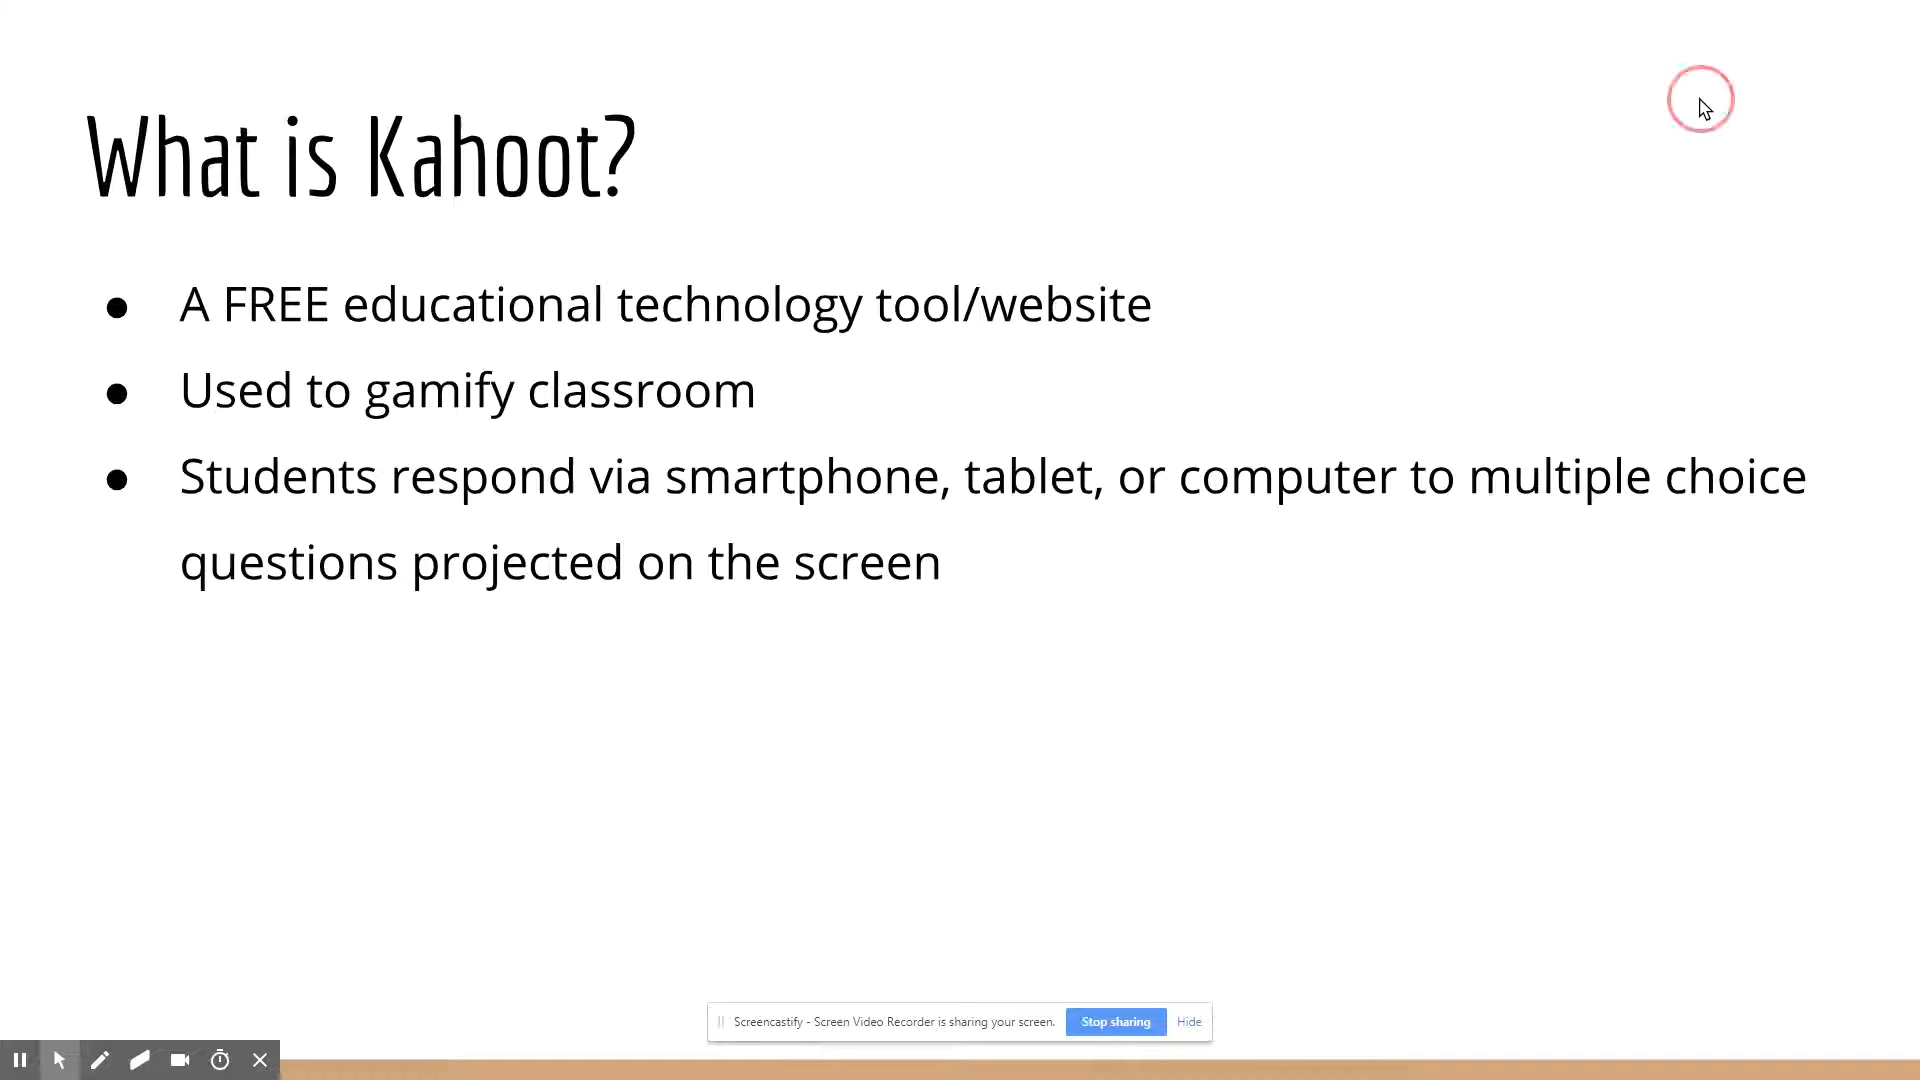 What is Kahoot?
● A FREE educational technology tool/website
● Used to gamify classroom
● Students respond via smartphone, tablet, or computer to multiple choice
questions projected on the screen
Screencastify - Screen Video Recorder is sharing your screen. Stop sharing Hide